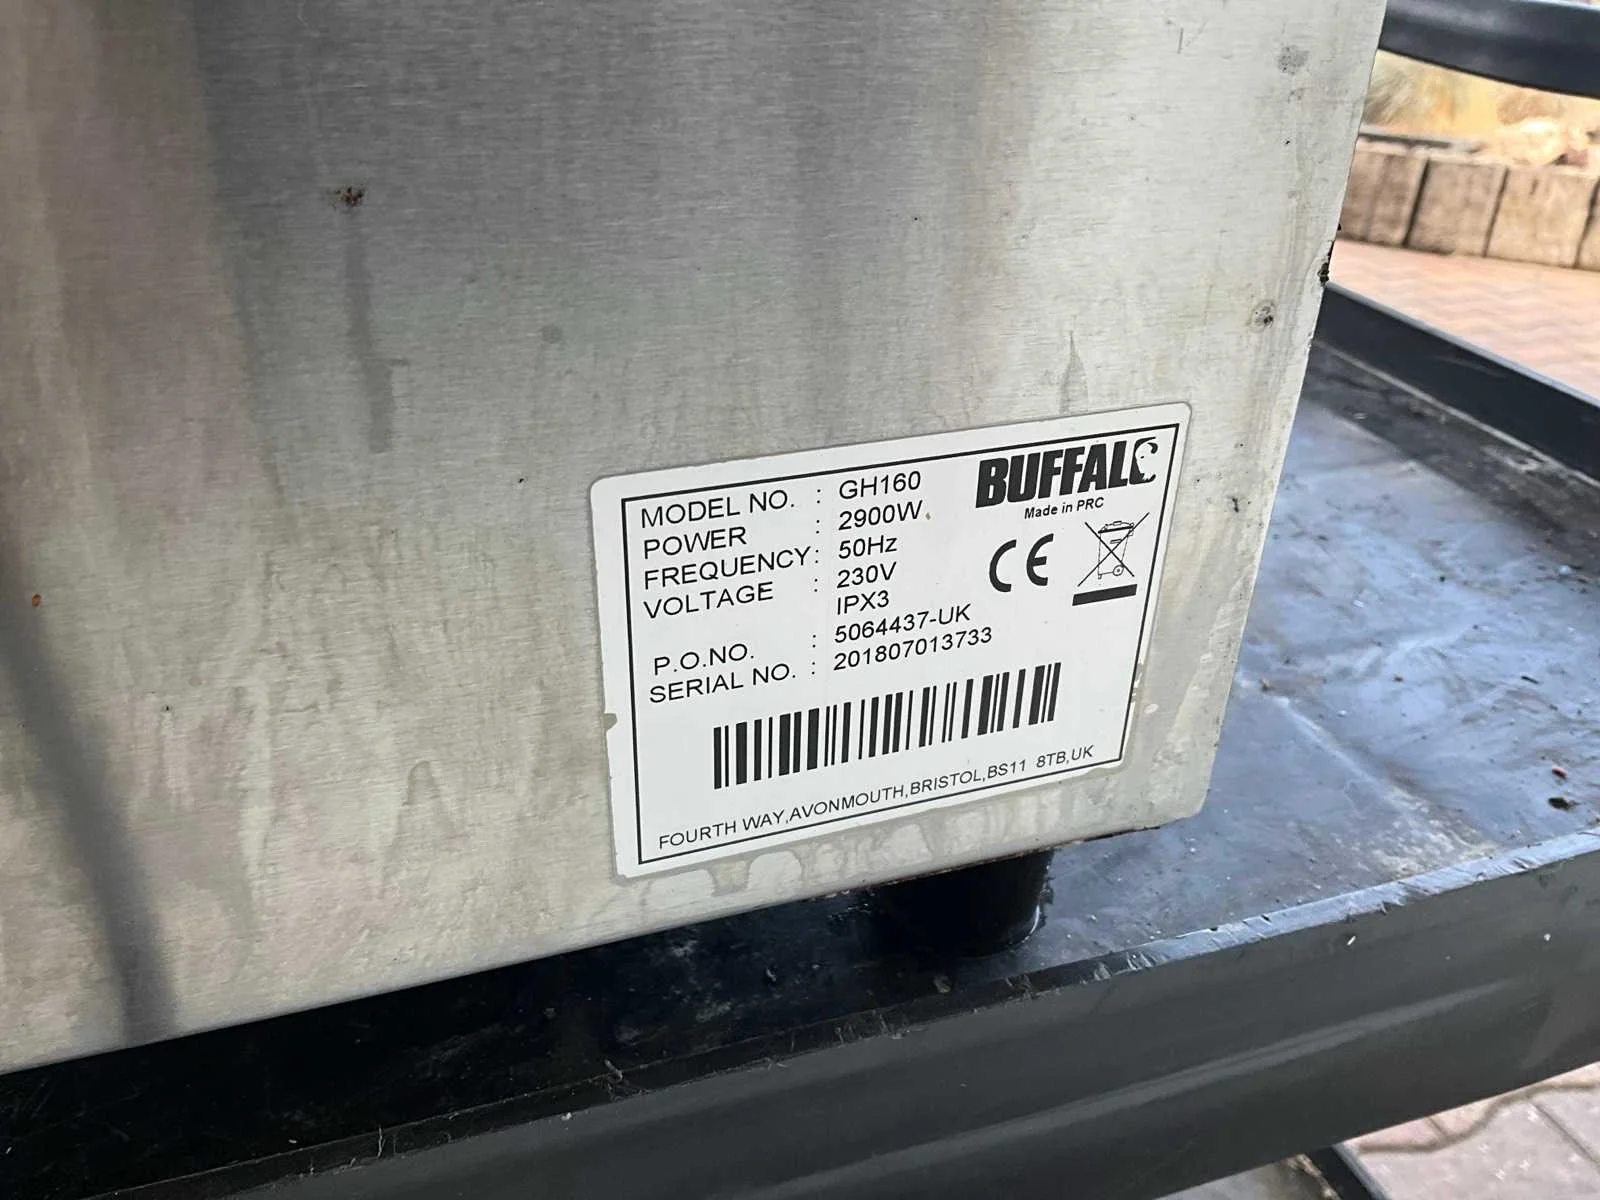 MODEL NO. : GH160
BUFFALO
POWER : 2900W
Made in PRC
FREQUENCY: 50Hz
VOLTAGE : 230V
CE
IPX3
P.O.NO. : 5064437-UK
SERIAL NO. : 201807013733
FOURTH WAY,AVONMOUTH,BRISTOL,BS11 8TB,UK